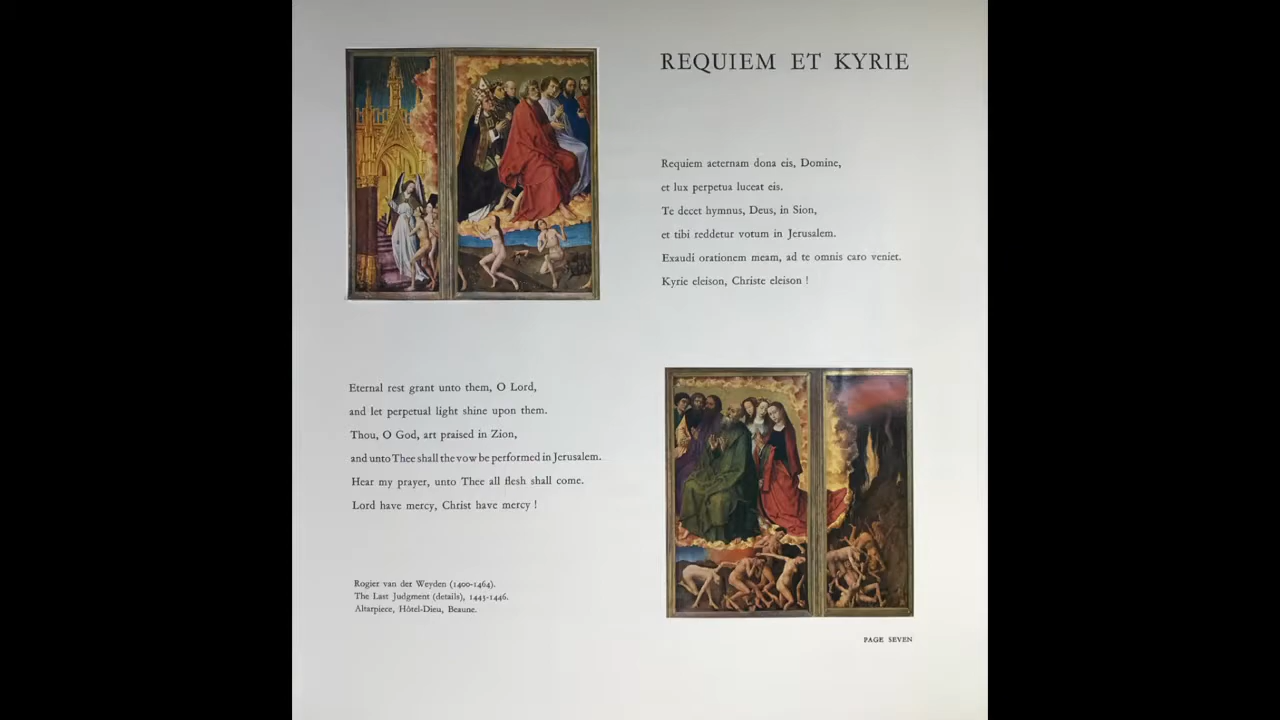 REQUIEM ET KYRIE
Requiem aeternam dona eis, Domine,
et lux perpetua luceat eis.
Te decet hymnus, Deus, in Sion,
et tibi reddetur votum in Jerusalem.
Exaudi orationem meam, ad te omnis caro veniet.
Kyrie eleison, Christe eleison !
Eternal rest grant unto them, O Lord,
and let perpetual light shine upon them.
Thou, O God, art praised in Zion,
and unto Thee shall the vow be performed in Jerusalem.
Hear my prayer, unto Thee all flesh shall come.
Lord have mercy, Christ have mercy !
Rogier van der Weyden (1400-1464).
The Last Judgment (details), 1443-1446.
Altarpiece, Hôtel-Dieu, Beaune.
PAGE SEVEN